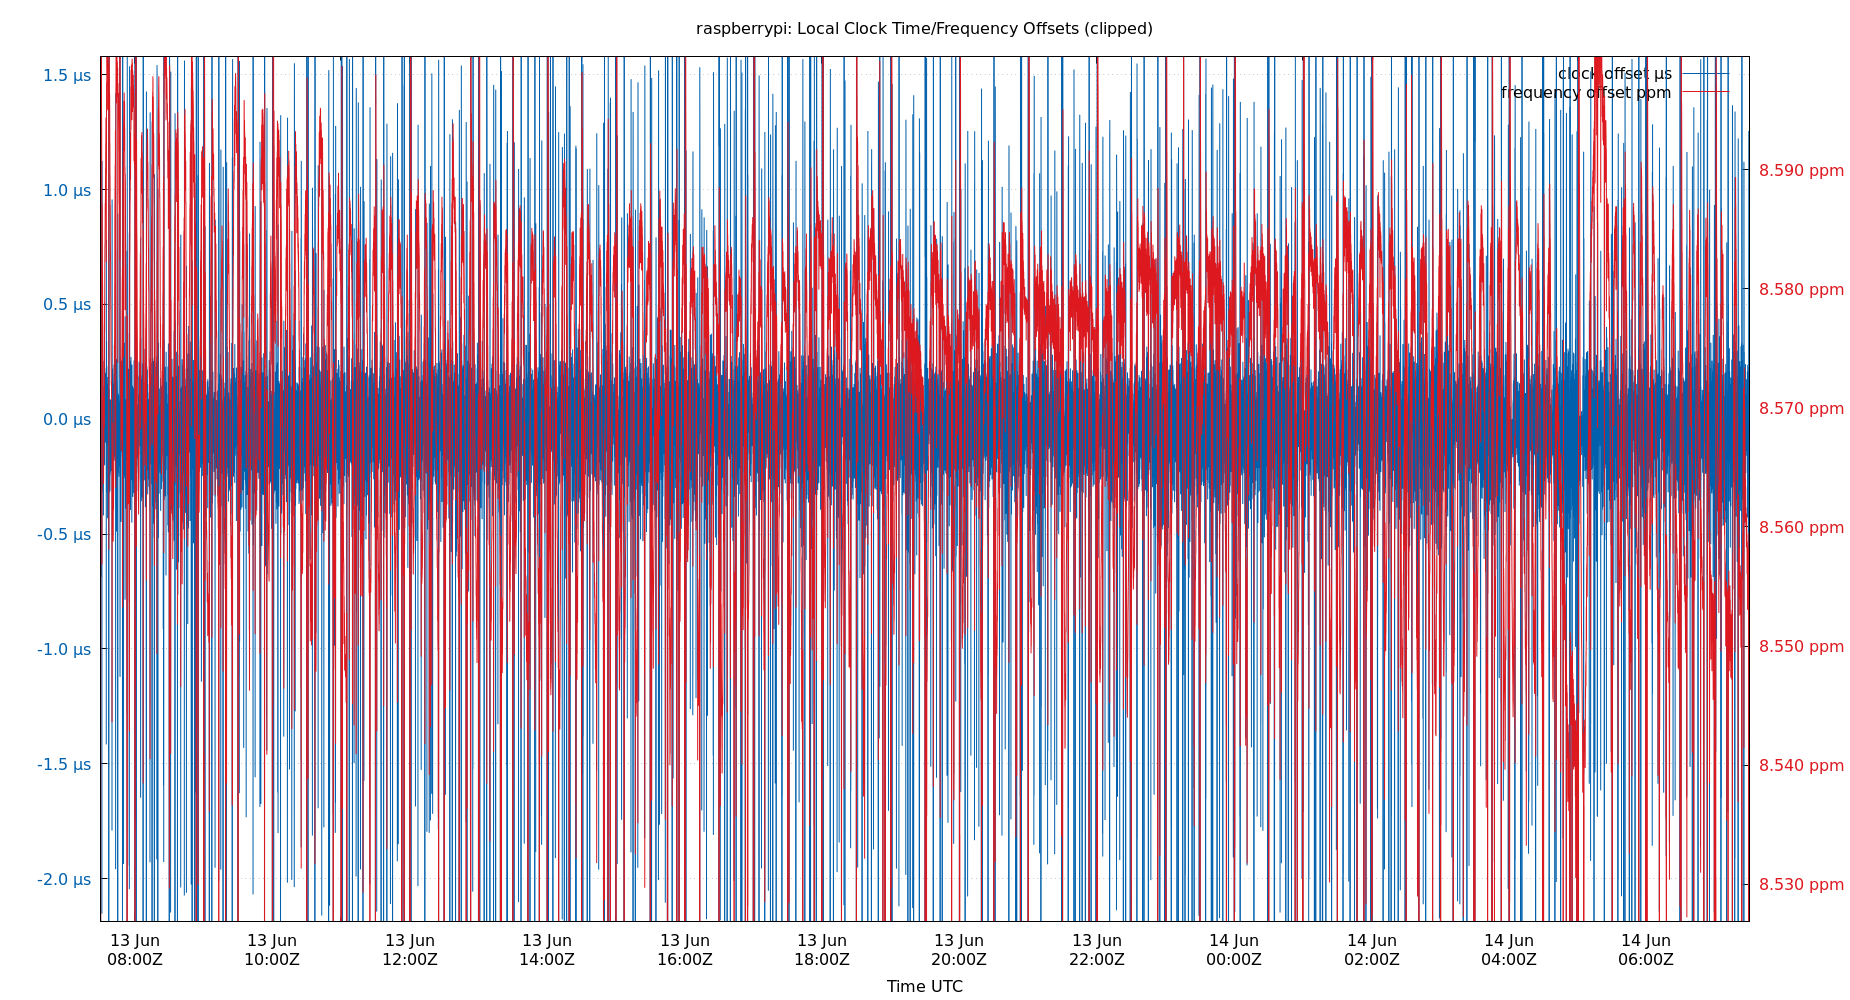 raspberrypi: Local Clock Time/Frequency Offsets (clipped)
clock offset µs
frequency offset ppm
1.5 µs
1.0 µs
0.5 µs
0.0 µs
-0.5 µs
-1.0 µs
-1.5 µs
-2.0 µs
8.590 ppm
8.580 ppm
8.570 ppm
8.560 ppm
8.550 ppm
8.540 ppm
8.530 ppm
13 Jun 13 Jun 13 Jun 13 Jun 13 Jun 13 Jun 13 Jun 13 Jun 14 Jun 14 Jun 14 Jun 14 Jun
08:00Z 10:00Z 12:00Z 14:00Z 16:00Z 18:00Z 20:00Z 22:00Z 00:00Z 02:00Z 04:00Z 06:00Z
Time UTC